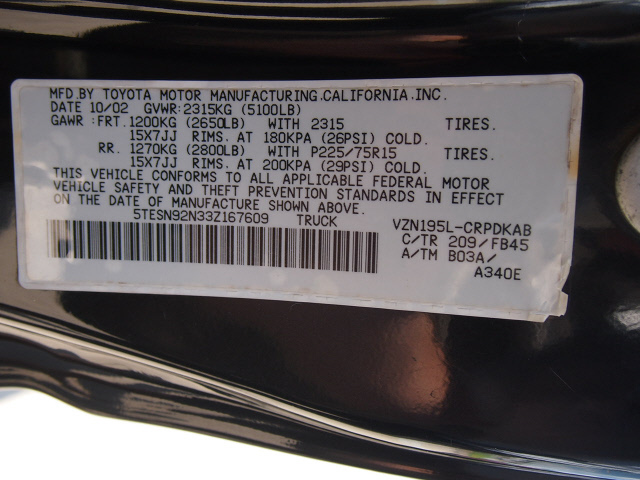 MFD.BY TOYOTA MOTOR MANUFACTURING.CALIFORNIA.INC.
DATE 10/02 GVWR:2315KG (5100LB)
GAWR :FRT.1200KG (2650LB) WITH 2315 TIRES.
15X7JJ RIMS. AT 180KPA (26PSI) COLD.
RR. 1270KG (2800LB) WITH P225/75R15 TIRES.
15X7JJ RIMS. AT 200KPA (29PSI) COLD.
THIS VEHICLE CONFORMS TO ALL APPLICABLE FEDERAL MOTOR
VEHICLE SAFETY AND THEFT PREVENTION STANDARDS IN EFFECT
ON THE DATE OF MANUFACTURE SHOWN ABOVE.
5TESN92N33Z167609 TRUCK VZN195L-CRPDKAB
C/TR 209/FB45
A/TM B03A/
A340E